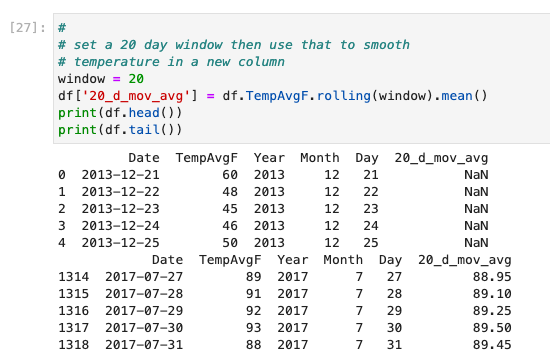 [27]: #
# set a 20 day window then use that to smooth
# temperature in a new column
window = 20
df['20_d_mov_avg'] = df.TempAvgF.rolling(window).mean()
print(df.head())
print(df.tail())
Date TempAvgF Year Month Day 20_d_mov_avg
0 2013-12-21 60 2013 12 21 NaN
1 2013-12-22 48 2013 12 22 NaN
2 2013-12-23 45 2013 12 23 NaN
3 2013-12-24 46 2013 12 24 NaN
4 2013-12-25 50 2013 12 25 NaN
Date TempAvgF Year Month Day 20_d_mov_avg
1314 2017-07-27 89 2017 7 27 88.95
1315 2017-07-28 91 2017 7 28 89.10
1316 2017-07-29 92 2017 7 29 89.25
1317 2017-07-30 93 2017 7 30 89.50
1318 2017-07-31 88 2017 7 31 89.45